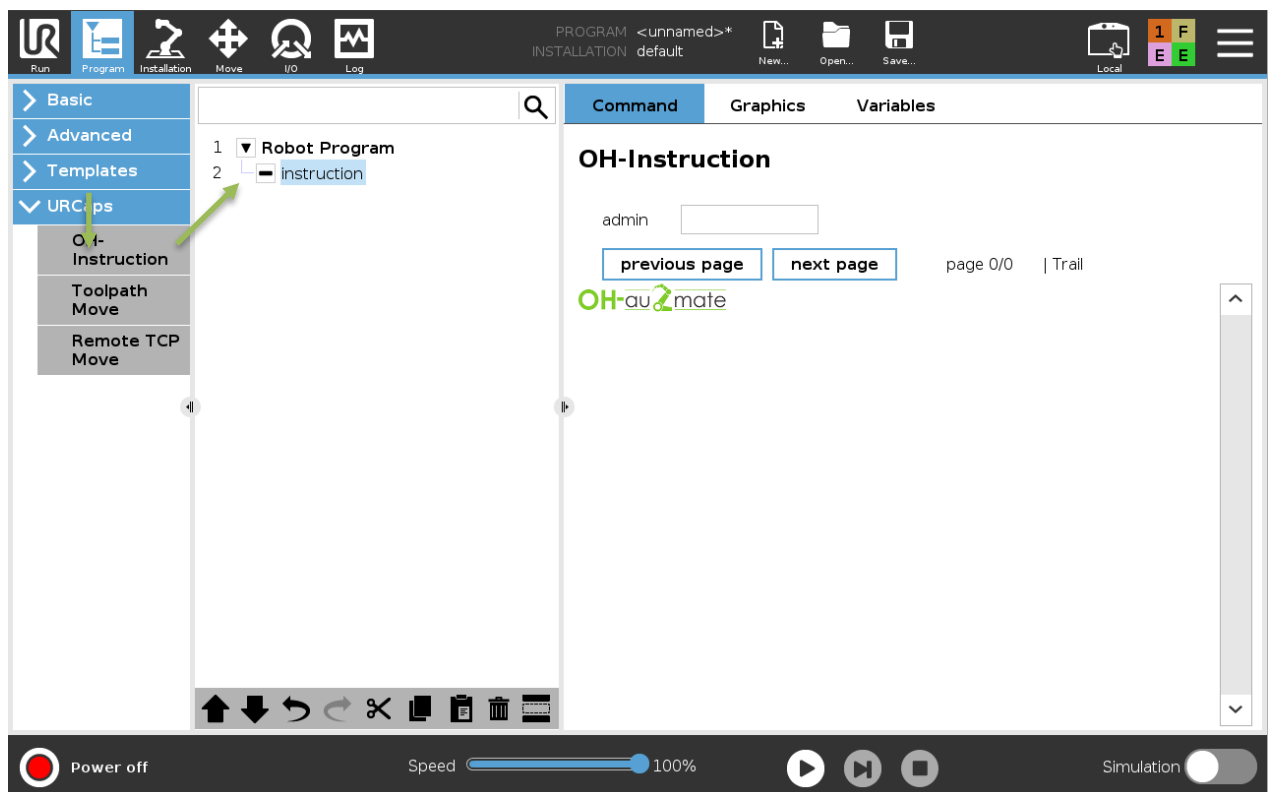 UR
PROGRAM <unnamed>*
INSTALLATION default
Run
Program
Installation
Move
I/O
Log
New...
Open...
Save...
Local
1 F
E E
Basic
Advanced
Templates
URCaps
OH-
Instruction
Toolpath
Move
Remote TCP
Move
1 Robot Program
2 instruction
Command
Graphics
Variables
OH-Instruction
admin
previous page
next page
page 0/0
| Trail
OH-au2mate
Power off
Speed
100%
Simulation